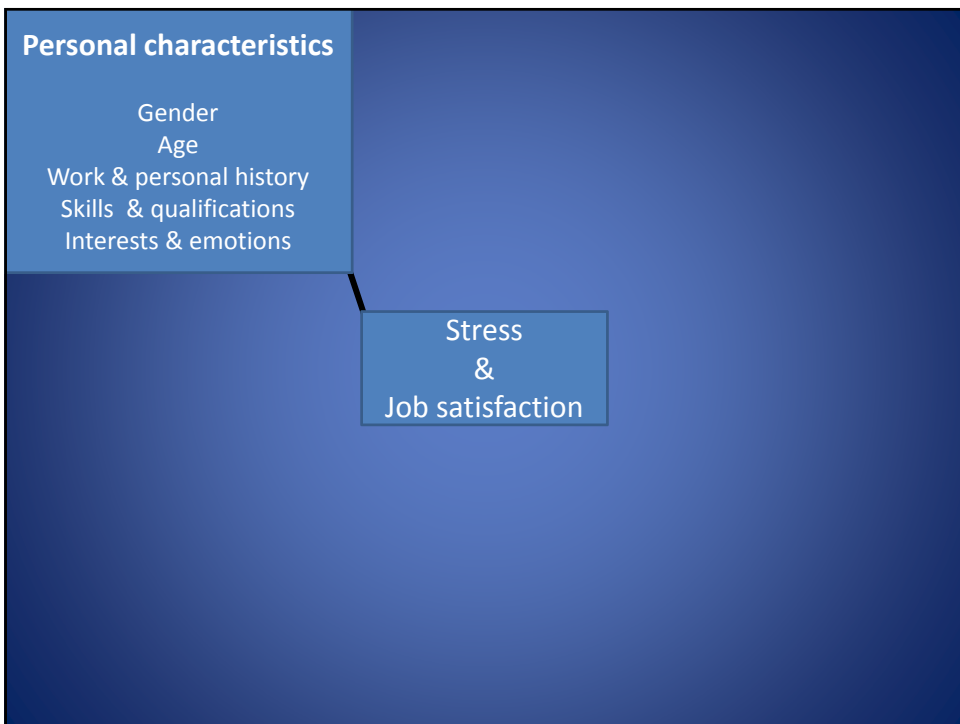 Personal characteristics
Gender
Age
Work & personal history
Skills & qualifications
Interests & emotions
Stress
&
Job satisfaction